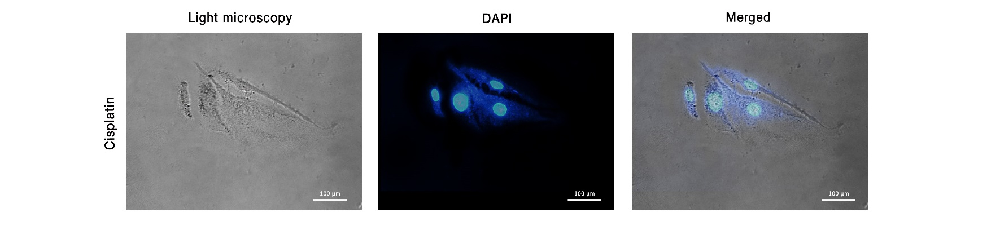 Light microscopy
DAPI
Merged
Cisplatin
100 µm
100 µm
100 µm